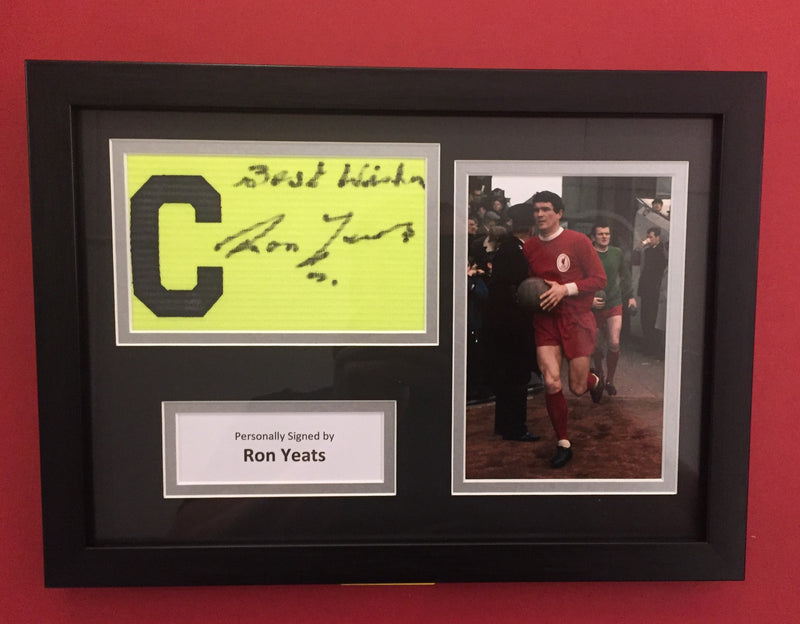 C
Best Wishes
Ron Yeats
Personally Signed by
Ron Yeats